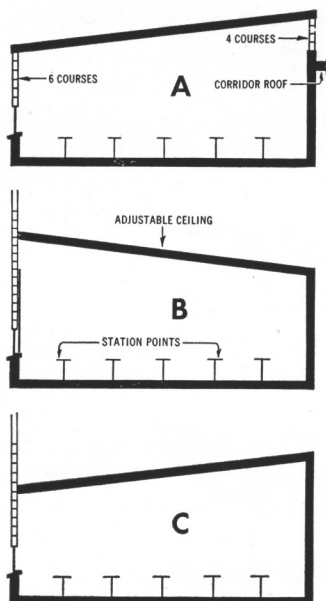 4 COURSES
6 COURSES
A
CORRIDOR ROOF
ADJUSTABLE CEILING
B
STATION POINTS
C